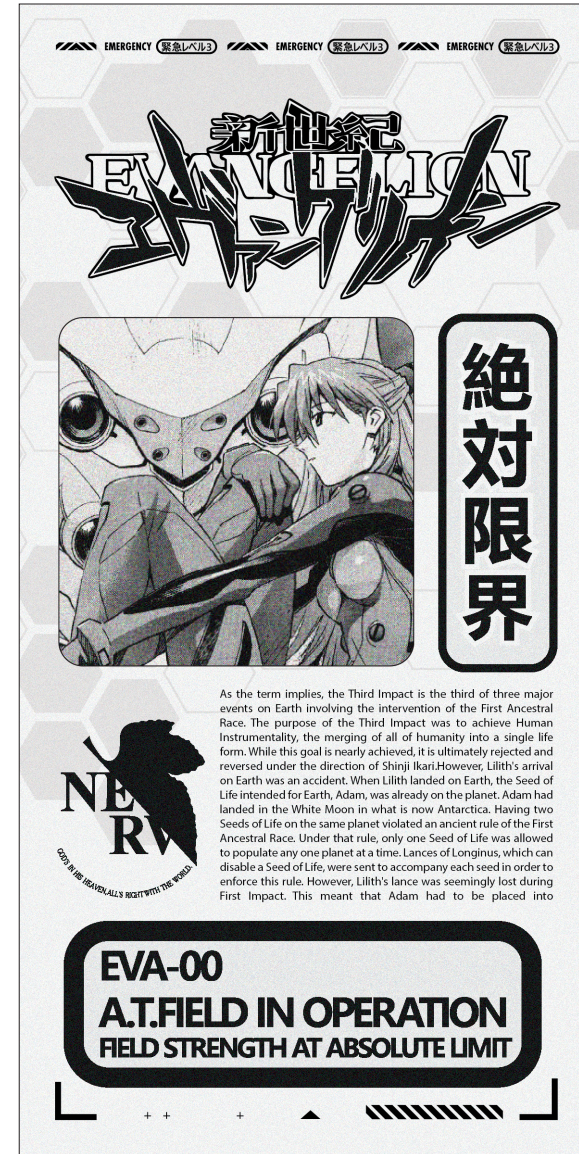 EMERGENCY 緊急レベル3 EMERGENCY 緊急レベル3 EMERGENCY 緊急レベル3
新世紀
EVANGELION
エヴァンゲリオン
絶対限界
As the term implies, the Third Impact is the third of three major
events on Earth involving the intervention of the First Ancestral
Race. The purpose of the Third Impact was to achieve Human
Instrumentality, the merging of all of humanity into a single life
form. While this goal is nearly achieved, it is ultimately rejected and
reversed under the direction of Shinji Ikari.However, Lilith's arrival
on Earth was an accident. When Lilith landed on Earth, the Seed of
Life intended for Earth, Adam, was already on the planet. Adam had
landed in the White Moon in what is now Antarctica. Having two
Seeds of Life on the same planet violated an ancient rule of the First
Ancestral Race. Under that rule, only one Seed of Life was allowed
to populate any one planet at a time. Lances of Longinus, which can
disable a Seed of Life, were sent to accompany each seed in order to
enforce this rule. However, Lilith's lance was seemingly lost during
First Impact. This meant that Adam had to be placed into
NE
RV
GOD'S IN HIS HEAVEN,ALL'S RIGHT WITH THE WORLD.
EVA-00
A.T.FIELD IN OPERATION
FIELD STRENGTH AT ABSOLUTE LIMIT